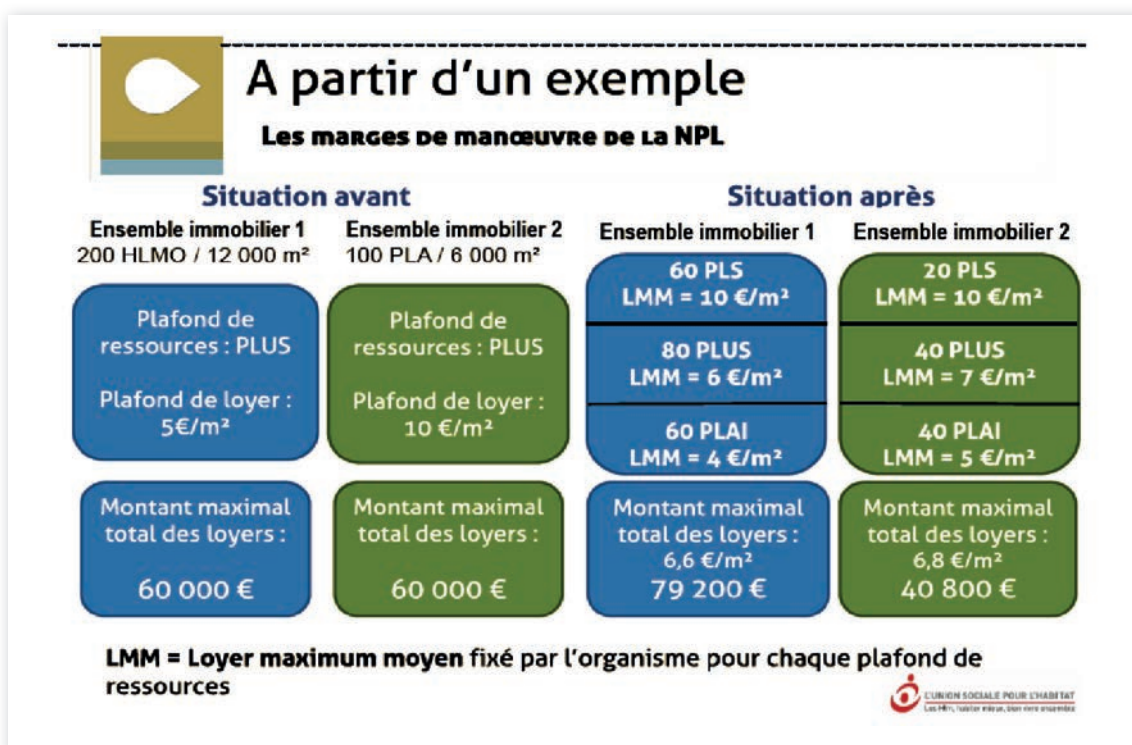 A partir d'un exemple
Les marges de manœuvre de la NPL
Situation avant
Ensemble immobilier 1
200 HLMO / 12 000 m²
Plafond de
ressources : PLUS
Plafond de loyer :
5€/m²
Montant maximal
total des loyers :
60 000 €
Ensemble immobilier 2
100 PLA / 6 000 m²
Plafond de
ressources : PLUS
Plafond de loyer :
10 €/m²
Montant maximal
total des loyers :
60 000 €
Situation après
Ensemble immobilier 1
60 PLS
LMM = 10 €/m²
80 PLUS
LMM = 6 €/m²
60 PLAI
LMM = 4 €/m²
Montant maximal
total des loyers :
6,6 €/m²
79 200 €
Ensemble immobilier 2
20 PLS
LMM = 10 €/m²
40 PLUS
LMM = 7 €/m²
40 PLAI
LMM = 5 €/m²
Montant maximal
total des loyers :
6,8 €/m²
40 800 €
LMM = Loyer maximum moyen fixé par l'organisme pour chaque plafond de
ressources
L'UNION SOCIALE POUR L'HABITAT
Les Hlm, habiter mieux, bien vivre ensemble